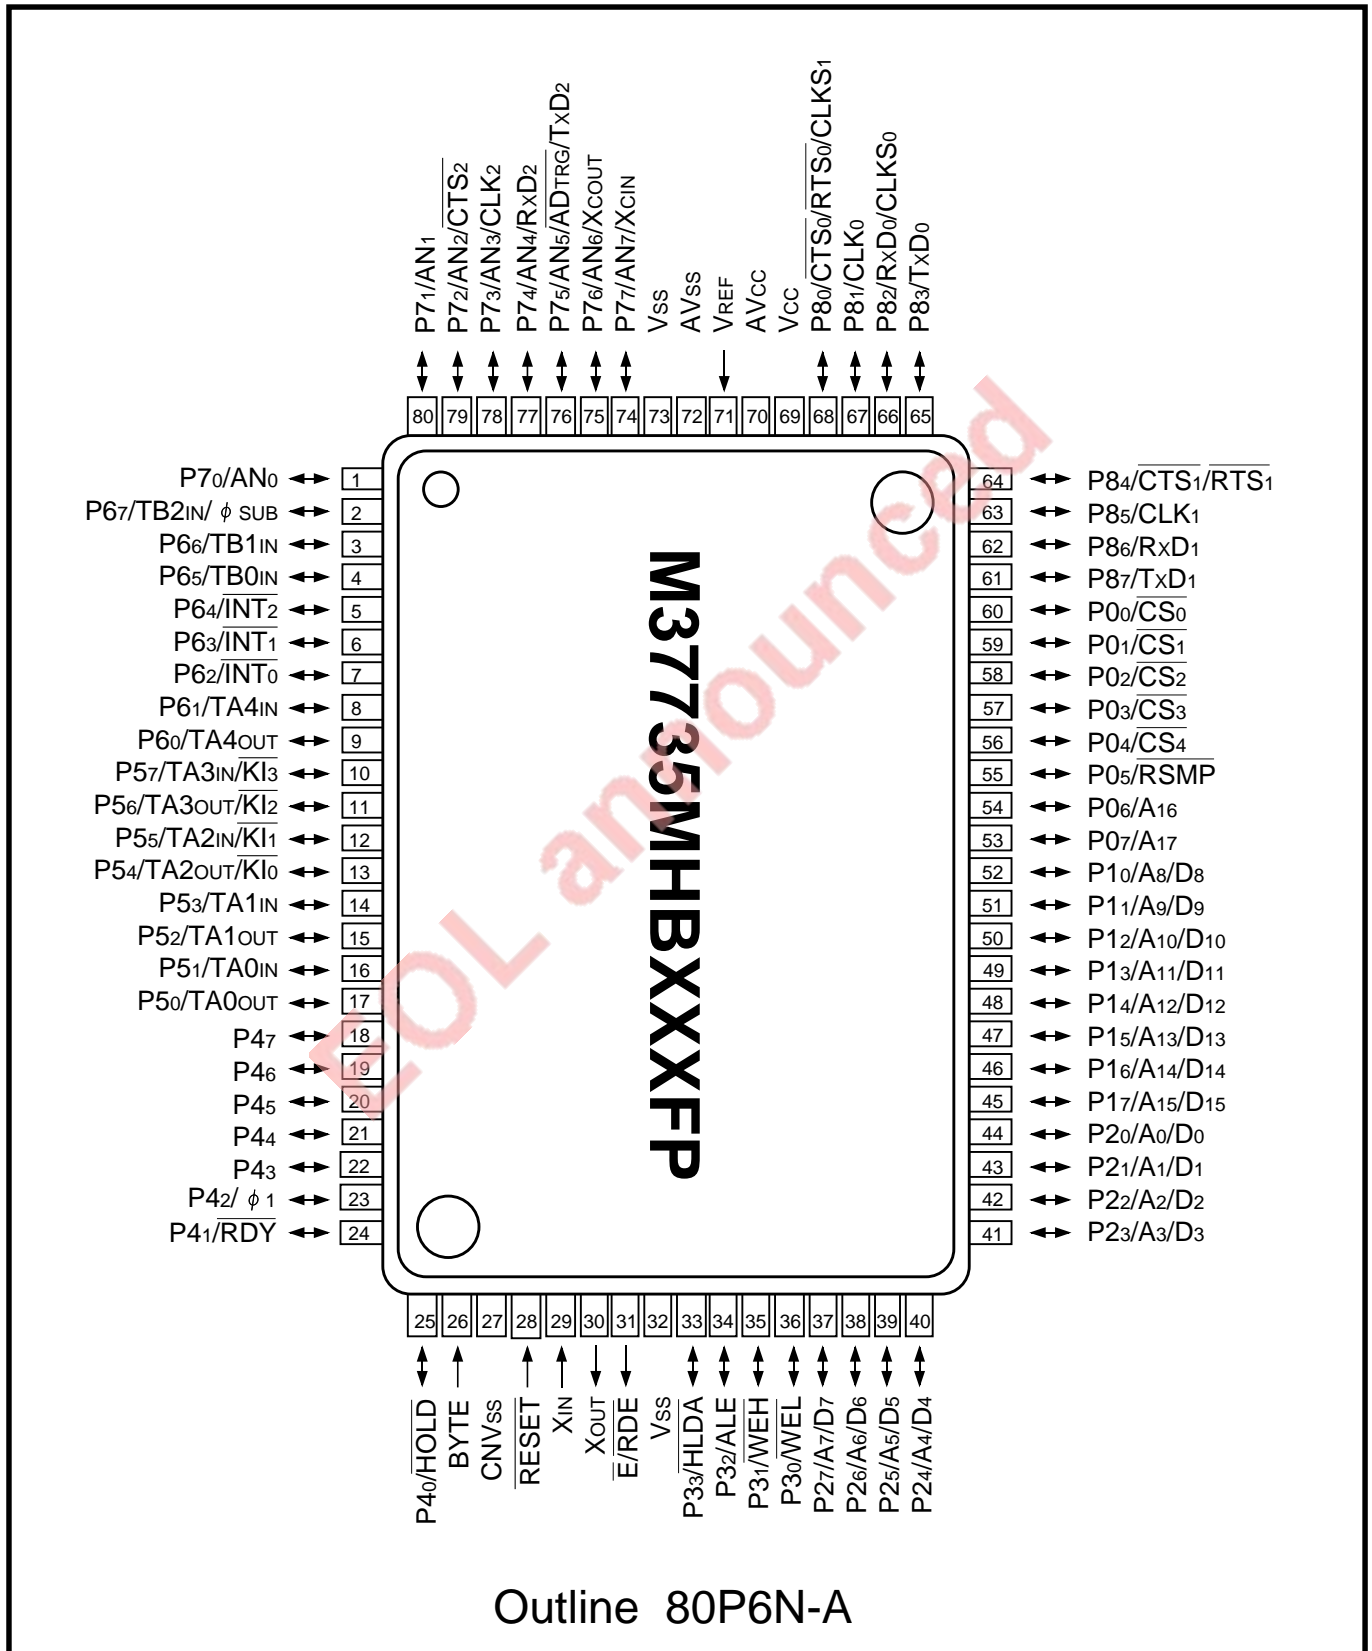 P71/AN1
P72/AN2/CTS2
P73/AN3/CLK2
P74/AN4/RxD2
P75/AN5/ADTRG/TxD2
P76/AN6/XCOUT
P77/AN7/XCIN
VSS
AVSS
VREF
AVCC
VCC
P80/CTS0/RTS0/CLKS1
P81/CLK0
P82/RxD0/CLKS0
P83/TxD0
80 79 78 77 76 75 74 73 72 71 70 69 68 67 66 65
P70/AN0 1
P67/TB2IN/ φ SUB 2
P66/TB1IN 3
P65/TB0IN 4
P64/INT2 5
P63/INT1 6
P62/INT0 7
P61/TA4IN 8
P60/TA4OUT 9
P57/TA3IN/KI3 10
P56/TA3OUT/KI2 11
P55/TA2IN/KI1 12
P54/TA2OUT/KI0 13
P53/TA1IN 14
P52/TA1OUT 15
P51/TA0IN 16
P50/TA0OUT 17
P47 18
P46 19
P45 20
P44 21
P43 22
P42/ φ 1 23
P41/RDY 24
M37735MHBXXXFP
EOL announced
64 P84/CTS1/RTS1
63 P85/CLK1
62 P86/RxD1
61 P87/TxD1
60 P00/CS0
59 P01/CS1
58 P02/CS2
57 P03/CS3
56 P04/CS4
55 P05/RSMP
54 P06/A16
53 P07/A17
52 P10/A8/D8
51 P11/A9/D9
50 P12/A10/D10
49 P13/A11/D11
48 P14/A12/D12
47 P15/A13/D13
46 P16/A14/D14
45 P17/A15/D15
44 P20/A0/D0
43 P21/A1/D1
42 P22/A2/D2
41 P23/A3/D3
25 26 27 28 29 30 31 32 33 34 35 36 37 38 39 40
P40/HOLD
BYTE
CNVSS
RESET
XIN
XOUT
E/RDE
VSS
P33/HLDA
P32/ALE
P31/WEH
P30/WEL
P27/A7/D7
P26/A6/D6
P25/A5/D5
P24/A4/D4
Outline 80P6N-A